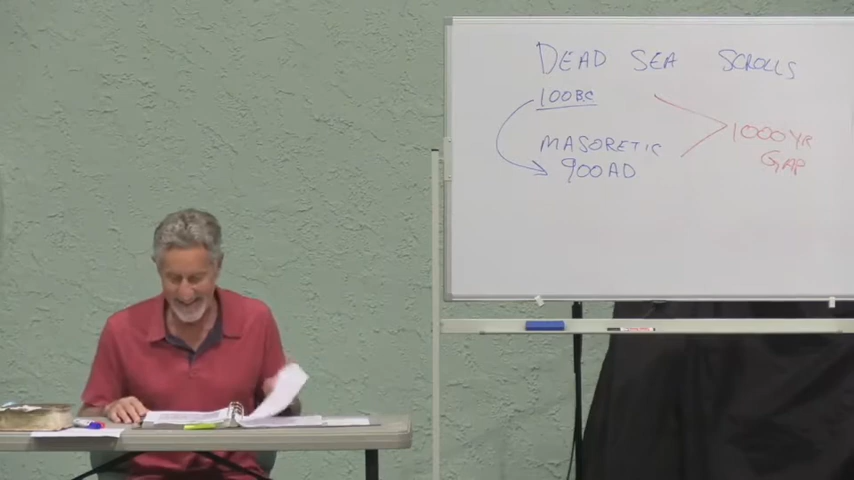 DEAD SEA SCROLLS
100BC
MASORETIC
900AD
1000YR
GAP